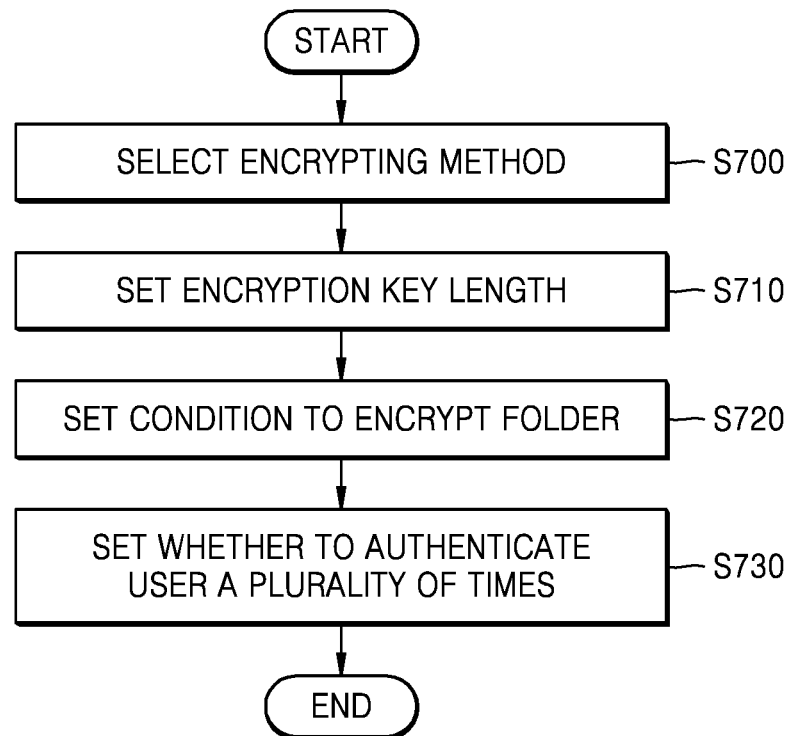 START
SELECT ENCRYPTING METHOD
S700
SET ENCRYPTION KEY LENGTH
S710
SET CONDITION TO ENCRYPT FOLDER
S720
SET WHETHER TO AUTHENTICATE
USER A PLURALITY OF TIMES
S730
END